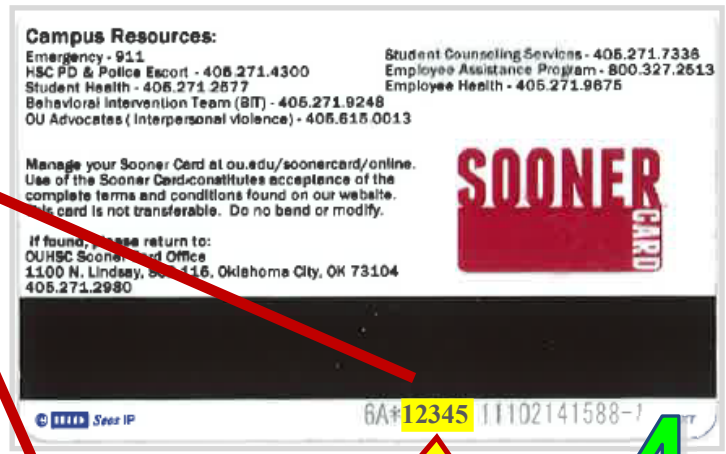 Campus Resources:
Emergency - 911
HSC PD & Police Escort - 405.271.4300
Student Health - 405.271.2577
Behavioral Intervention Team (BIT) - 405.271.9248
OU Advocates ( Interpersonal violence) - 405.615.0013
Student Counseling Services - 405.271.7336
Employee Assistance Program - 800.327.2513
Employee Health - 405.271.9675
Manage your Sooner Card at ou.edu/soonercard/online.
Use of the Sooner Card constitutes acceptance of the
complete terms and conditions found on our website.
This card is not transferable. Do no bend or modify.
SOONER
CARD
If found, please return to:
OUHSC Sooner Card Office
1100 N. Lindsay, 116, Oklahoma City, OK 73104
405.271.2980
HID Seos IP
6A*12345 11102141588-
4